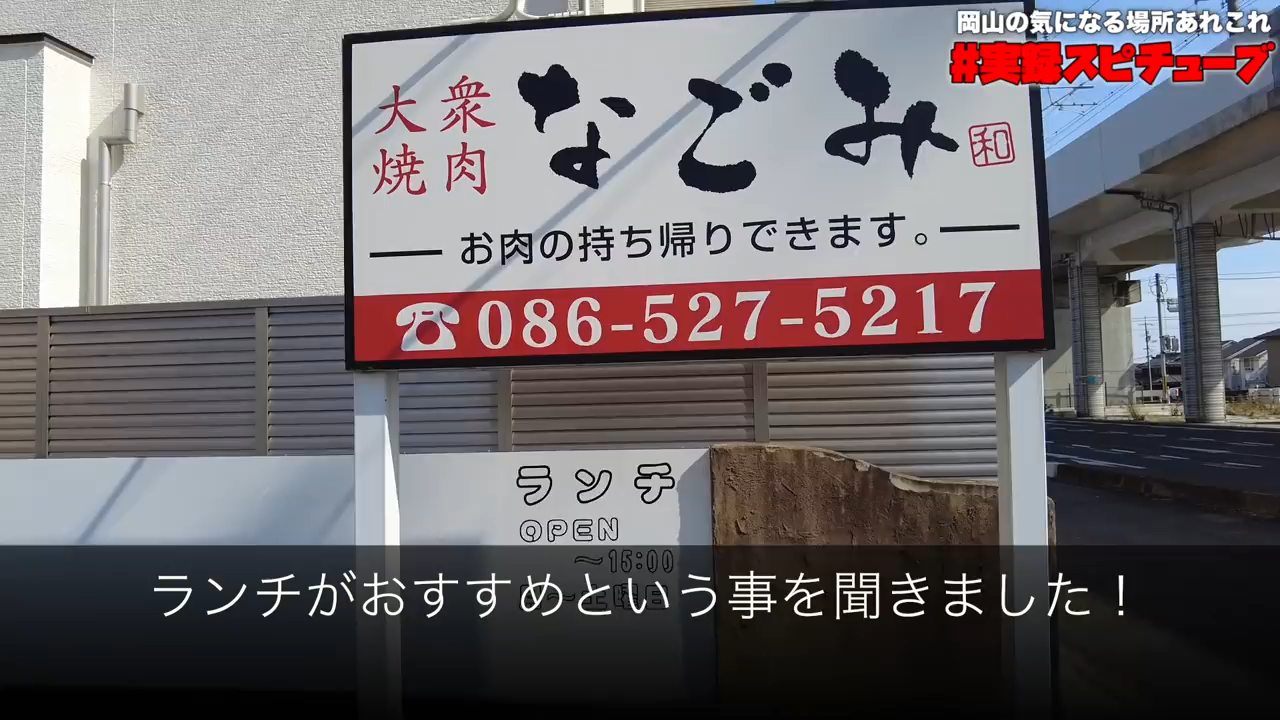 岡山の気になる場所あれこれ
#実録スピチューブ
大衆
焼肉
なごみ
和
お肉の持ち帰りできます。
☎086-527-5217
ランチ
OPEN
〜15:00
ランチがおすすめという事を聞きました！